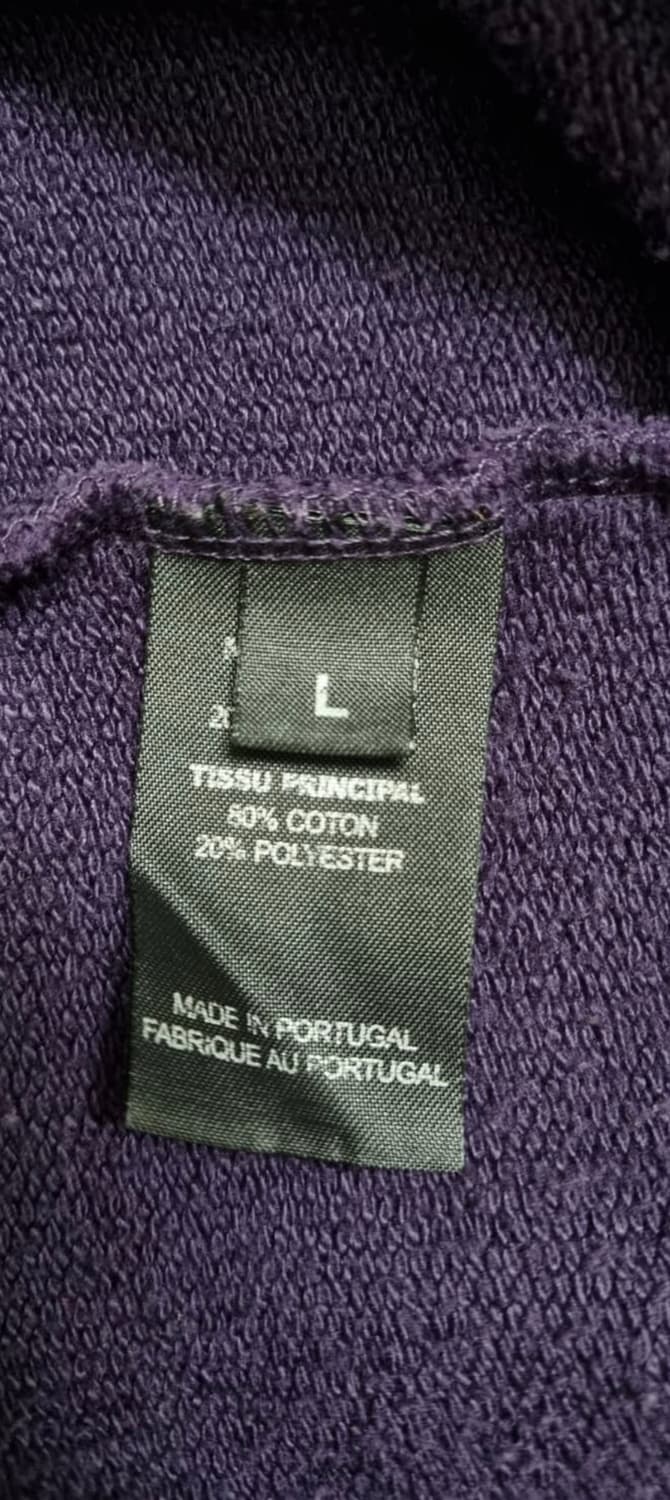 L
TISSU PRINCIPAL
80% COTON
20% POLYESTER
MADE IN PORTUGAL
FABRIQUE AU PORTUGAL